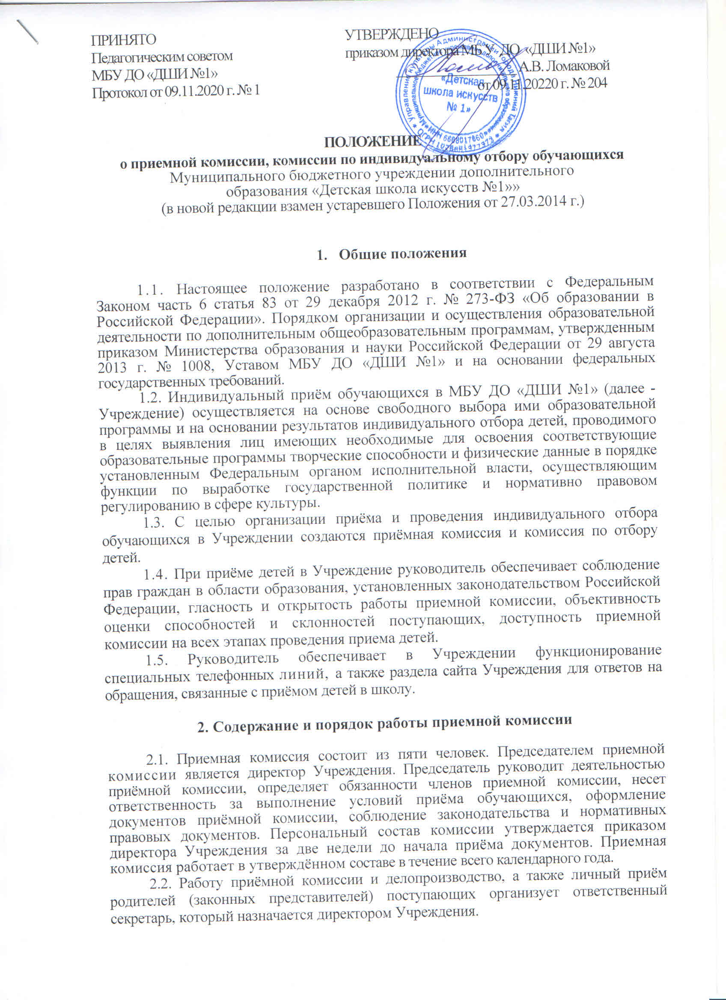 ПРИНЯТО
Педагогическим советом
МБУ ДО «ДШИ №1»
Протокол от 09.11.2020 г. № 1
УТВЕРЖДЕНО
приказом директора МБ У ДО «ДШИ №1»
А.В. Ломаковой
от 09.11.20220 г. № 204
«Детская
школа искусств
№ 1»
ПОЛОЖЕНИЕ
о приемной комиссии, комиссии по индивидуальному отбору обучающихся
Муниципального бюджетного учреждении дополнительного
образования «Детская школа искусств №1»»
(в новой редакции взамен устаревшего Положения от 27.03.2014 г.)
1. Общие положения
1.1. Настоящее положение разработано в соответствии с Федеральным
Законом часть 6 статья 83 от 29 декабря 2012 г. № 273-ФЗ «Об образовании в
Российской Федерации». Порядком организации и осуществления образовательной
деятельности по дополнительным общеобразовательным программам, утвержденным
приказом Министерства образования и науки Российской Федерации от 29 августа
2013 г. № 1008, Уставом МБУ ДО «ДШИ №1» и на основании федеральных
государственных требований.
1.2. Индивидуальный приём обучающихся в МБУ ДО «ДШИ №1» (далее -
Учреждение) осуществляется на основе свободного выбора ими образовательной
программы и на основании результатов индивидуального отбора детей, проводимого
в целях выявления лиц имеющих необходимые для освоения соответствующие
образовательные программы творческие способности и физические данные в порядке
установленным Федеральным органом исполнительной власти, осуществляющим
функции по выработке государственной политике и нормативно правовом
регулированию в сфере культуры.
1.3. С целью организации приёма и проведения индивидуального отбора
обучающихся в Учреждении создаются приёмная комиссия и комиссия по отбору
детей.
1.4. При приёме детей в Учреждение руководитель обеспечивает соблюдение
прав граждан в области образования, установленных законодательством Российской
Федерации, гласность и открытость работы приемной комиссии, объективность
оценки способностей и склонностей поступающих, доступность приемной
комиссии на всех этапах проведения приема детей.
1.5. Руководитель обеспечивает в Учреждении функционирование
специальных телефонных линий, а также раздела сайта Учреждения для ответов на
обращения, связанные с приёмом детей в школу.
2. Содержание и порядок работы приемной комиссии
2.1. Приемная комиссия состоит из пяти человек. Председателем приемной
комиссии является директор Учреждения. Председатель руководит деятельностью
приёмной комиссии, определяет обязанности членов приемной комиссии, несет
ответственность за выполнение условий приёма обучающихся, оформление
документов приёмной комиссии, соблюдение законодательства и нормативных
правовых документов. Персональный состав комиссии утверждается приказом
директора Учреждения за две недели до начала приёма документов. Приемная
комиссия работает в утверждённом составе в течение всего календарного года.
2.2. Работу приёмной комиссии и делопроизводство, а также личный приём
родителей (законных представителей) поступающих организует ответственный
секретарь, который назначается директором Учреждения.